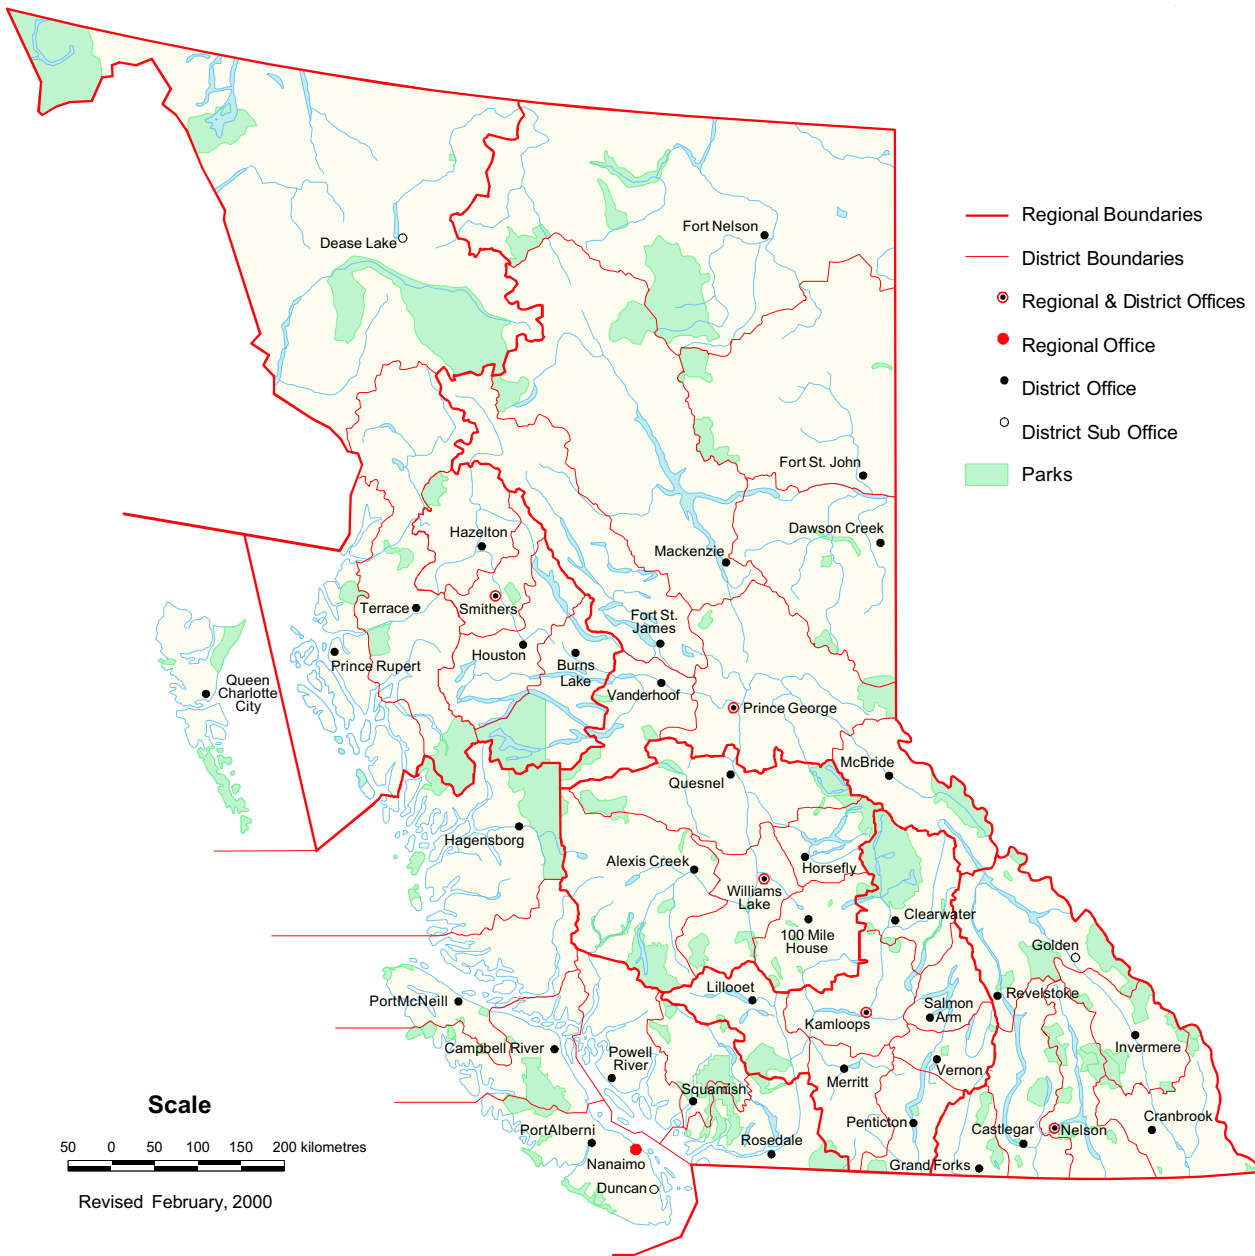 Fort Nelson
Dease Lake
Regional Boundaries
District Boundaries
Regional & District Offices
Regional Office
District Office
District Sub Office
Parks
Fort St. John
Dawson Creek
Hazelton
Mackenzie
Smithers
Terrace
Fort St.
James
Houston
Burns
Lake
Prince Rupert
Queen
Charlotte
City
Vanderhoof
Prince George
McBride
Quesnel
Hagensborg
Alexis Creek
Horsefly
Williams
Lake
Clearwater
100 Mile
House
Golden
Lillooet
Revelstoke
PortMcNeill
Salmon
Arm
Kamloops
Campbell River
Powell
River
Invermere
Merritt
Vernon
Squamish
Scale
50 0 50 100 150 200 kilometres
Revised February, 2000
PortAlberni
Nanaimo
Duncan
Rosedale
Penticton
Castlegar
Nelson
Cranbrook
Grand Forks